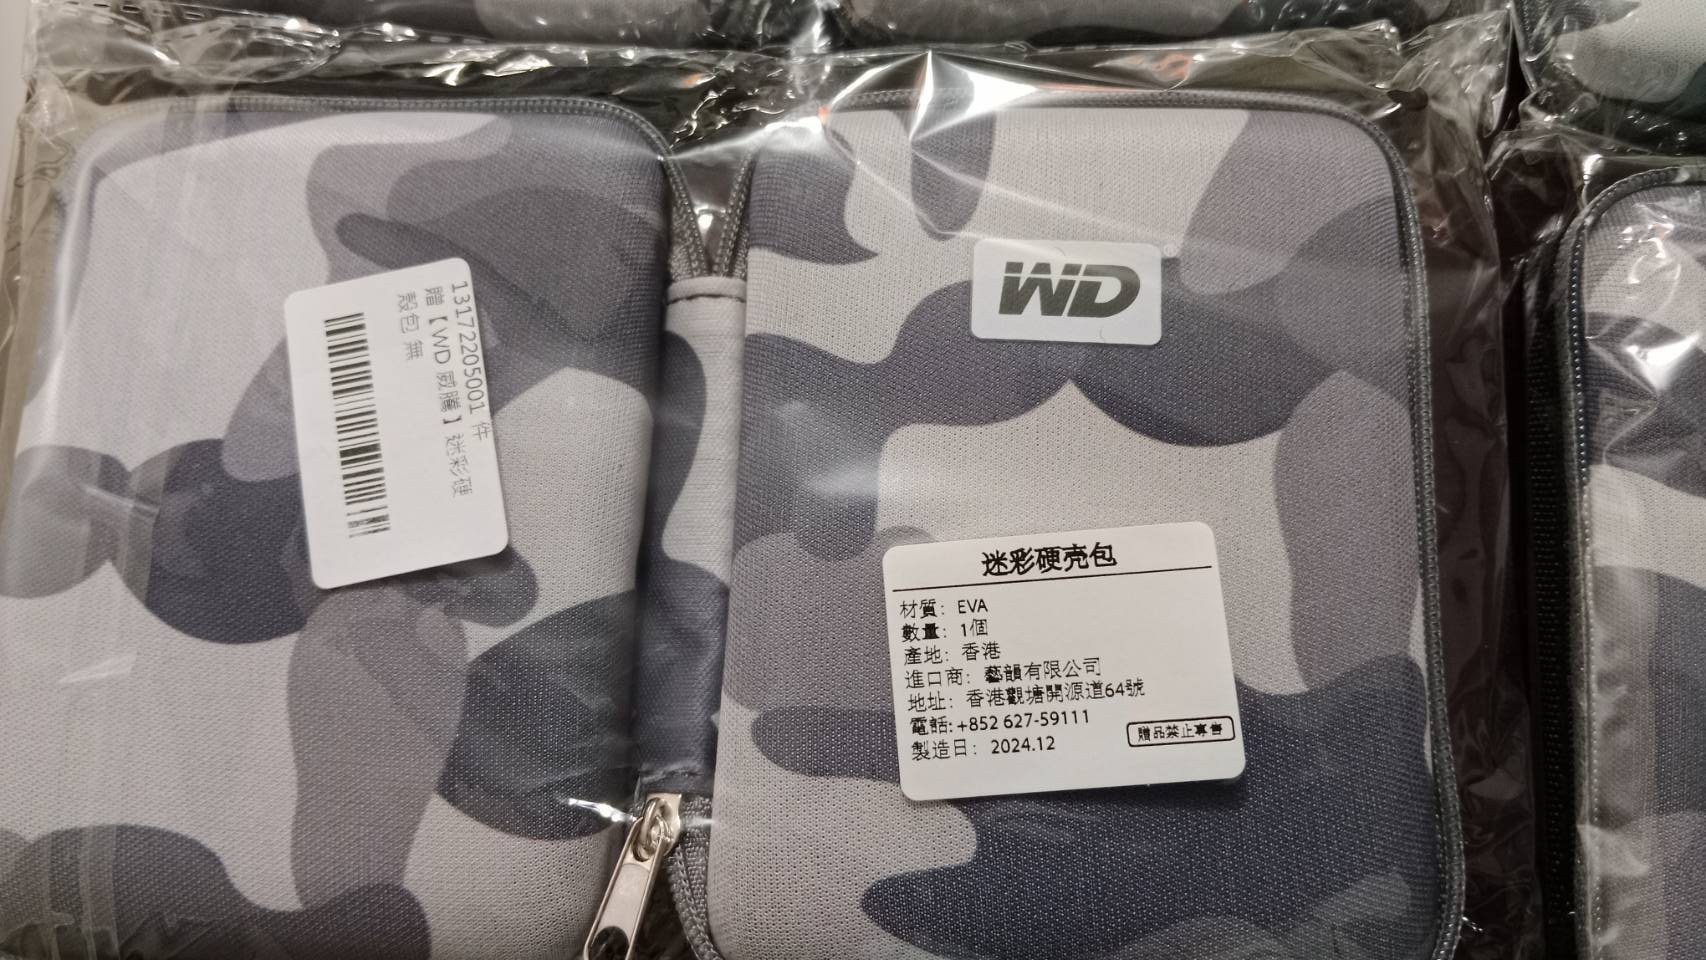 13172205001 件
贈【WD 威騰】迷彩硬
殼包 無
WD
迷彩硬壳包
材質：EVA
數量：1個
產地：香港
進口商：藝韻有限公司
地址：香港觀塘開源道64號
電話: +852 627-59111
製造日：2024.12
贈品禁止專售